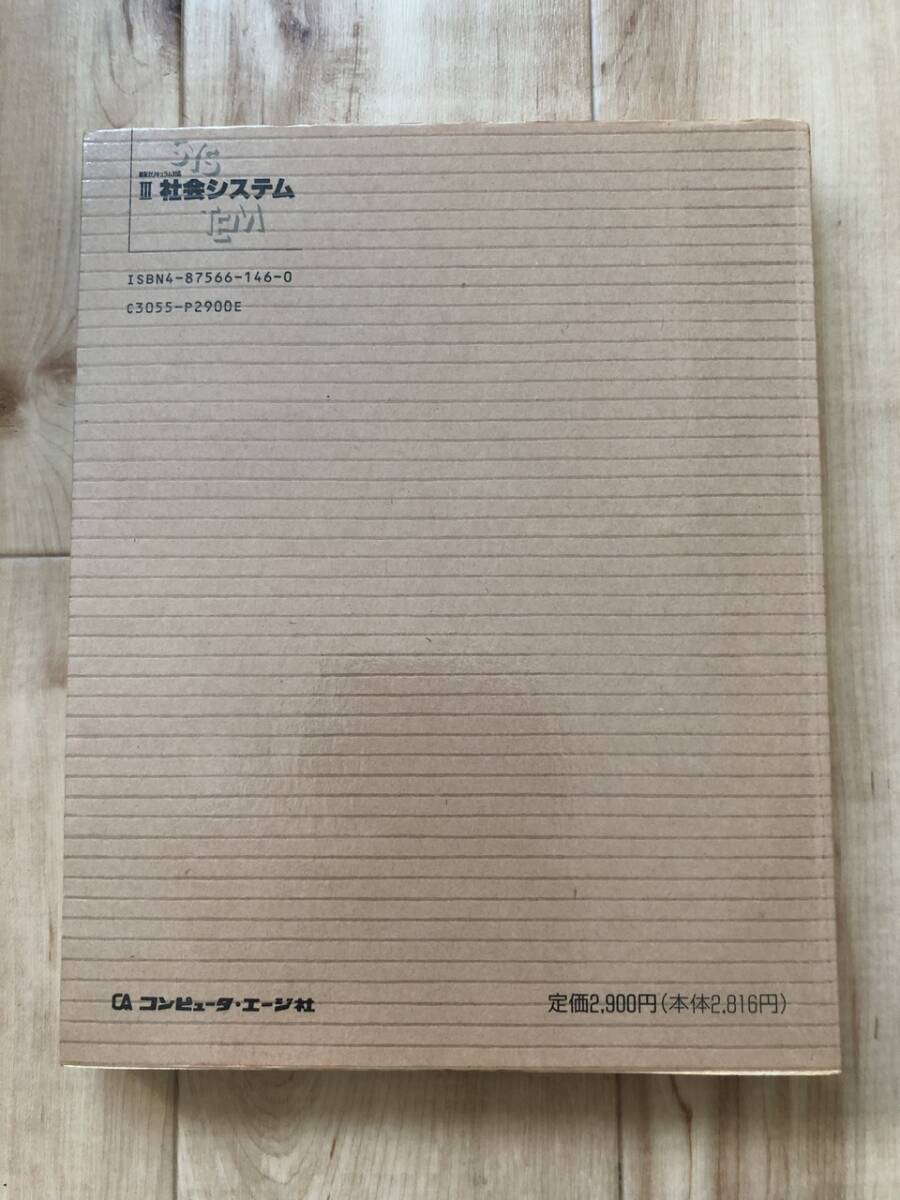 SYS
III 社会システム
TEM
ISBN4-87566-146-0
C3055-P2900E
CA コンピュータ・エージ社
定価2,900円(本体2,816円)